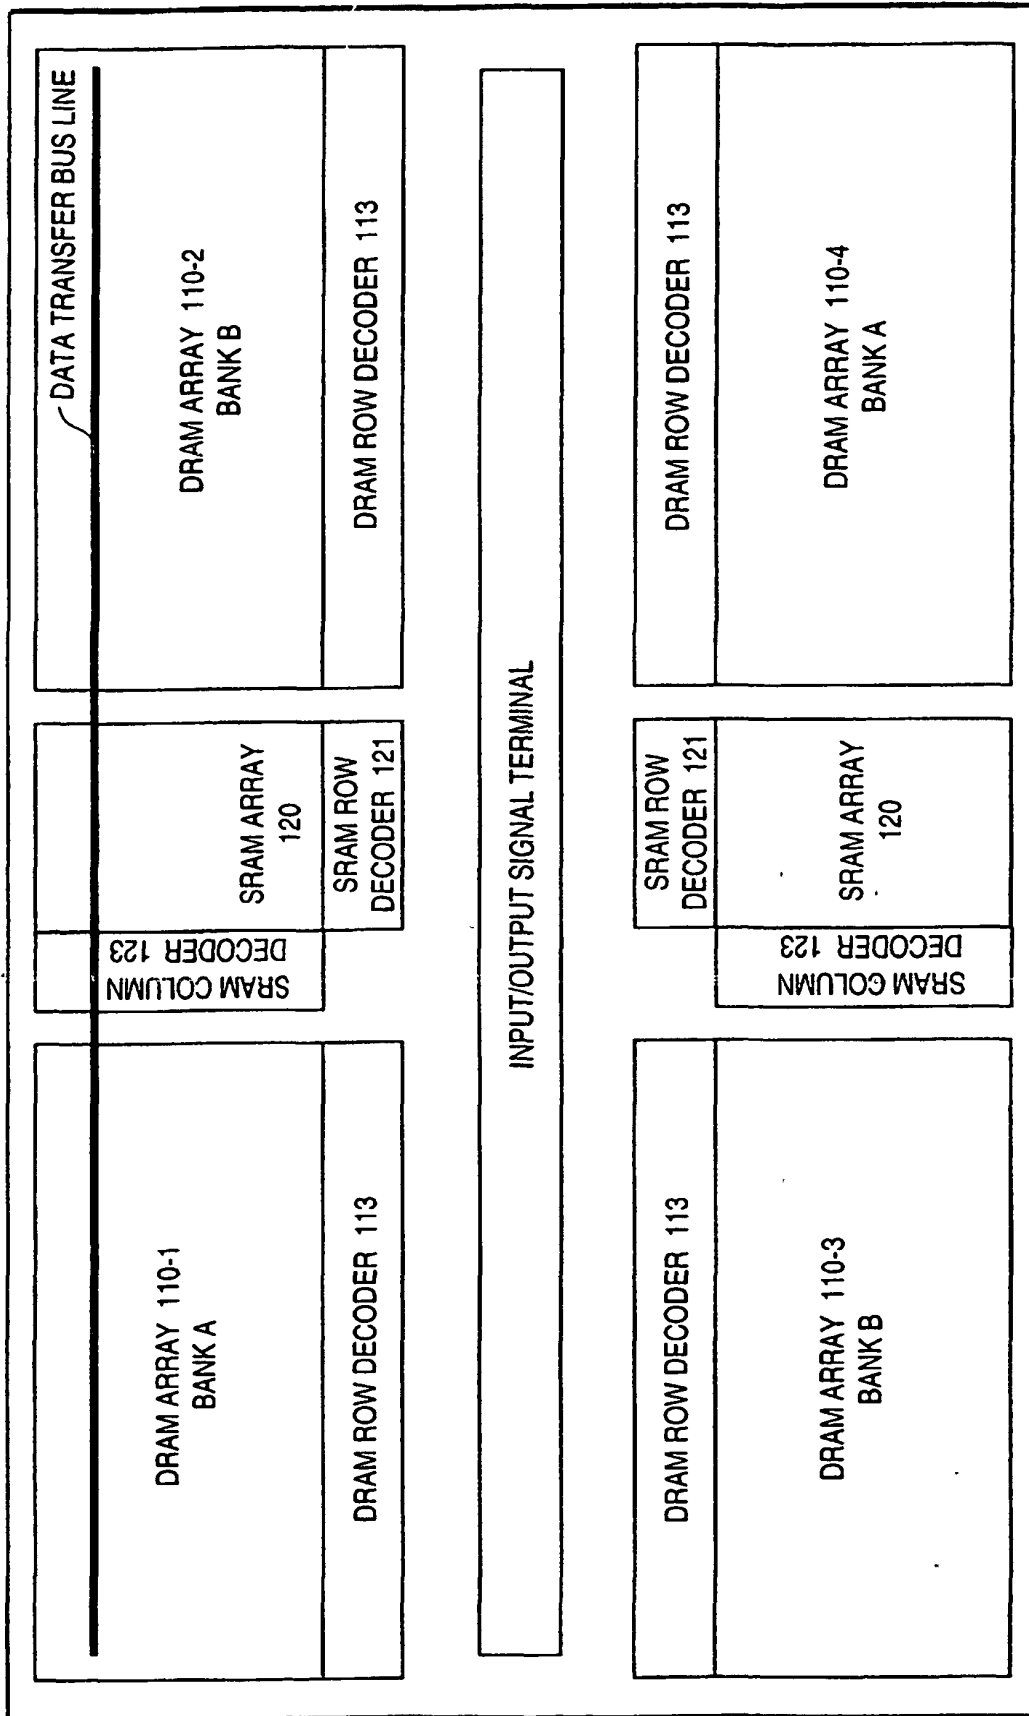 DATA TRANSFER BUS LINE
DRAM ARRAY 110-1
BANK A
DRAM ROW DECODER 113
SRAM COLUMN
DECODER 123
SRAM ARRAY
120
SRAM ROW
DECODER 121
DRAM ARRAY 110-2
BANK B
DRAM ROW DECODER 113
INPUT/OUTPUT SIGNAL TERMINAL
DRAM ROW DECODER 113
DRAM ARRAY 110-3
BANK B
SRAM COLUMN
DECODER 123
SRAM ROW
DECODER 121
SRAM ARRAY
120
DRAM ROW DECODER 113
DRAM ARRAY 110-4
BANK A